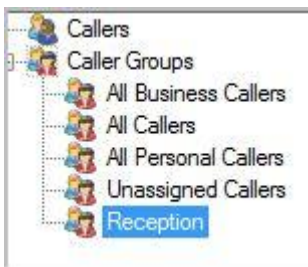 Callers
Caller Groups
All Business Callers
All Callers
All Personal Callers
Unassigned Callers
Reception